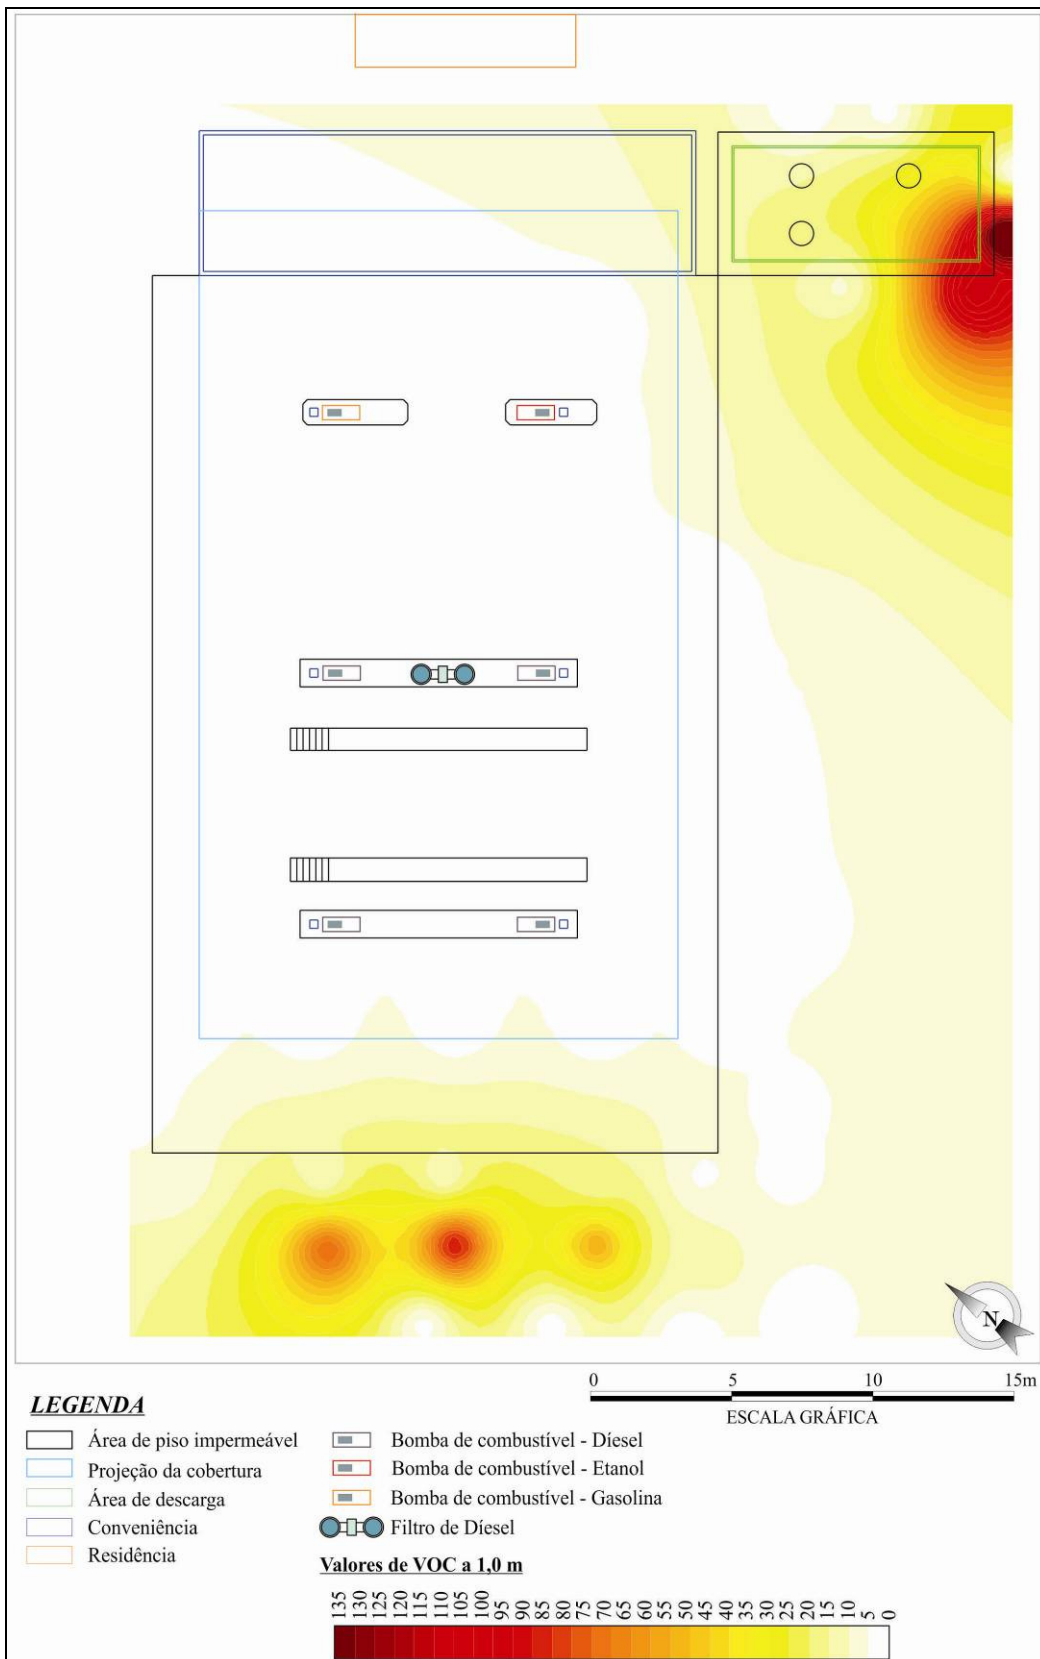 N
0 5 10 15m
ESCALA GRÁFICA
LEGENDA
Área de piso impermeável
Projeção da cobertura
Área de descarga
Conveniência
Residência
Bomba de combustível - Díesel
Bomba de combustível - Etanol
Bomba de combustível - Gasolina
Filtro de Díesel
Valores de VOC a 1,0 m
135 130 125 120 115 110 105 100 95 90 85 80 75 70 65 60 55 50 45 40 35 30 25 20 15 10 5 0